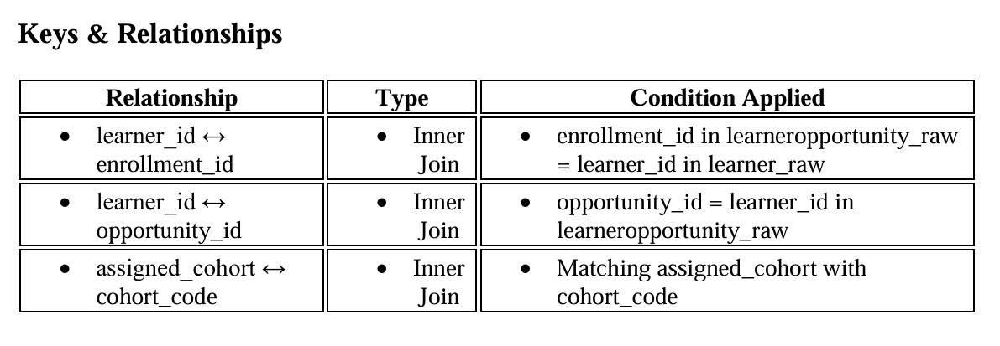 Keys & Relationships
Relationship
Type
Condition Applied
• learner_id ↔
enrollment_id
• Inner
Join
• enrollment_id in learneropportunity_raw
= learner_id in learner_raw
• learner_id ↔
opportunity_id
• Inner
Join
• opportunity_id = learner_id in
learneropportunity_raw
• assigned_cohort ↔
cohort_code
• Inner
Join
• Matching assigned_cohort with
cohort_code